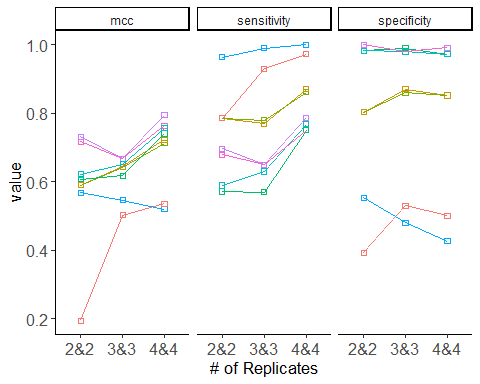 mcc sensitivity specificity
1.0
0.8
0.6
0.4
0.2
value
2&2 3&3 4&4 2&2 3&3 4&4 2&2 3&3 4&4
# of Replicates